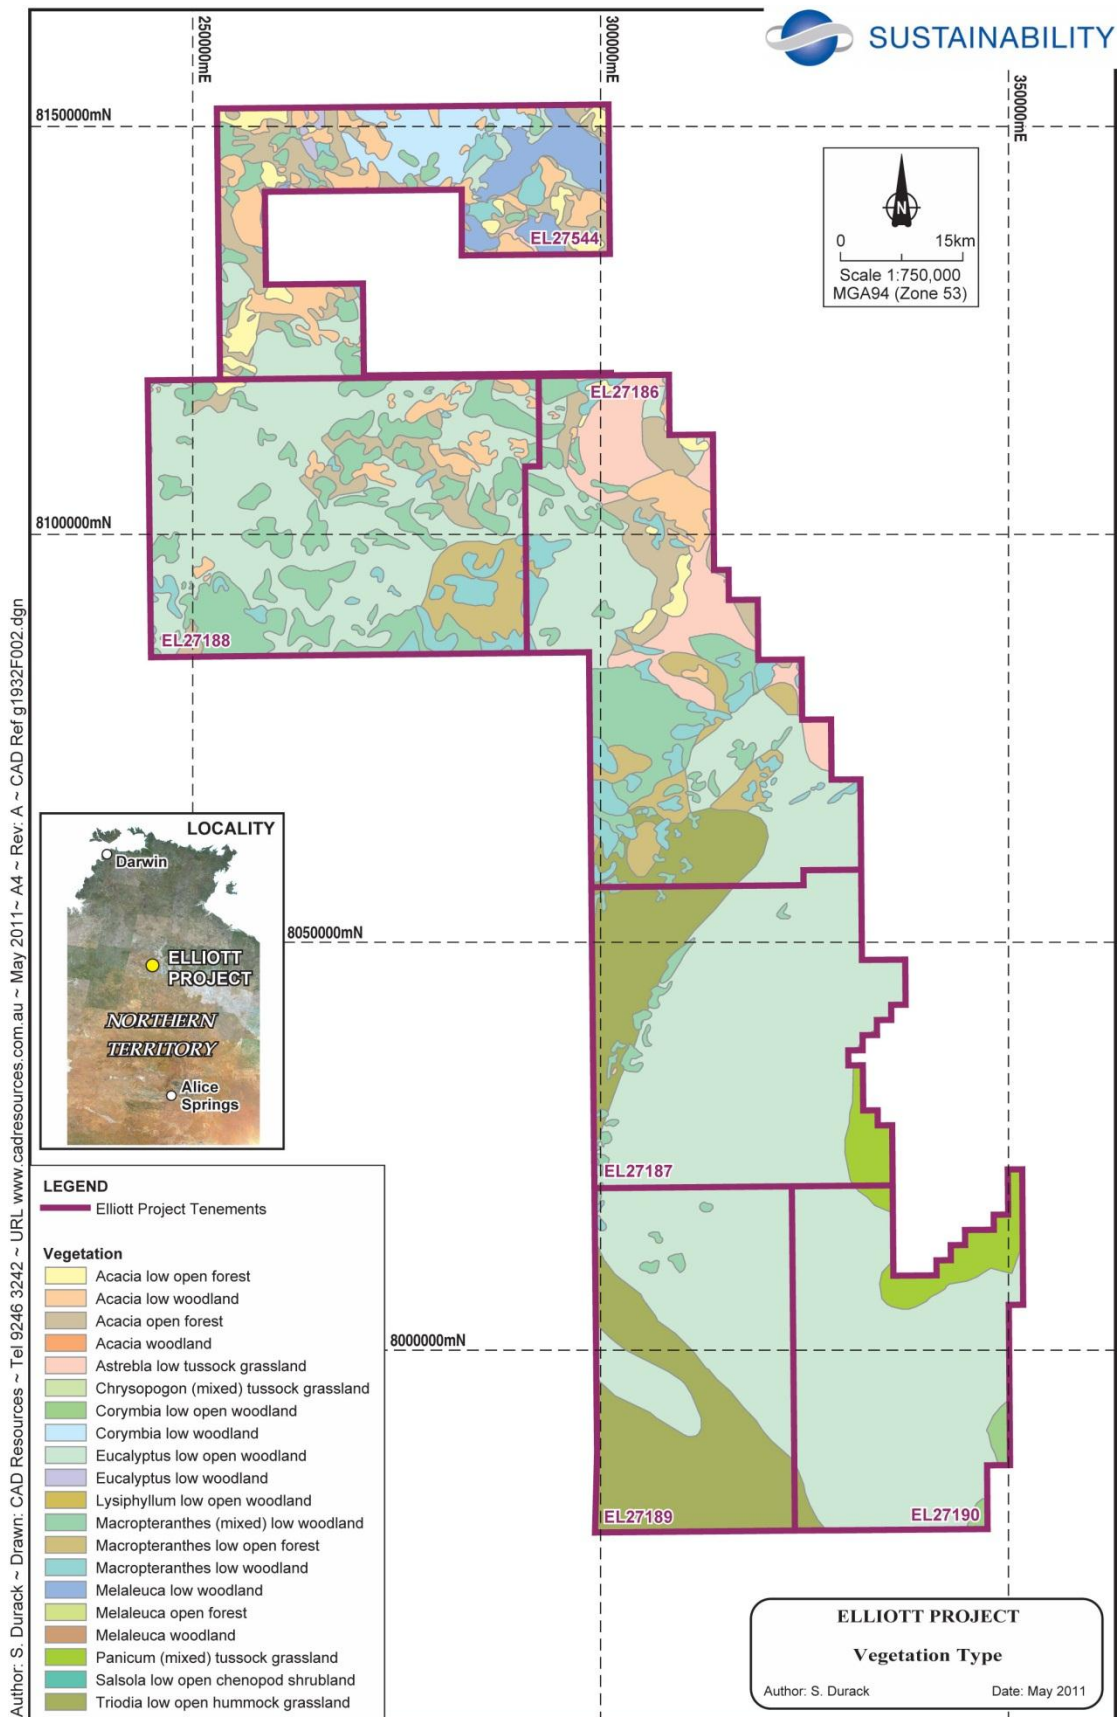 SUSTAINABILITY
250000mE
300000mE
350000mE
8150000mN
N
0 15km
Scale 1:750,000
MGA94 (Zone 53)
EL27544
EL27186
8100000mN
EL27188
LOCALITY
Darwin
ELLIOTT
PROJECT
NORTHERN
TERRITORY
Alice
Springs
8050000mN
EL27187
8000000mN
EL27189
EL27190
LEGEND
Elliott Project Tenements
Vegetation
Acacia low open forest
Acacia low woodland
Acacia open forest
Acacia woodland
Astrebla low tussock grassland
Chrysopogon (mixed) tussock grassland
Corymbia low open woodland
Corymbia low woodland
Eucalyptus low open woodland
Eucalyptus low woodland
Lysiphyllum low open woodland
Macropteranthes (mixed) low woodland
Macropteranthes low open forest
Macropteranthes low woodland
Melaleuca low woodland
Melaleuca open forest
Melaleuca woodland
Panicum (mixed) tussock grassland
Salsola low open chenopod shrubland
Triodia low open hummock grassland
ELLIOTT PROJECT
Vegetation Type
Author: S. Durack Date: May 2011
Author: S. Durack ~ Drawn: CAD Resources ~ Tel 9246 3242 ~ URL www.cadresources.com.au ~ May 2011~ A4 ~ Rev: A ~ CAD Ref g1932F002.dgn